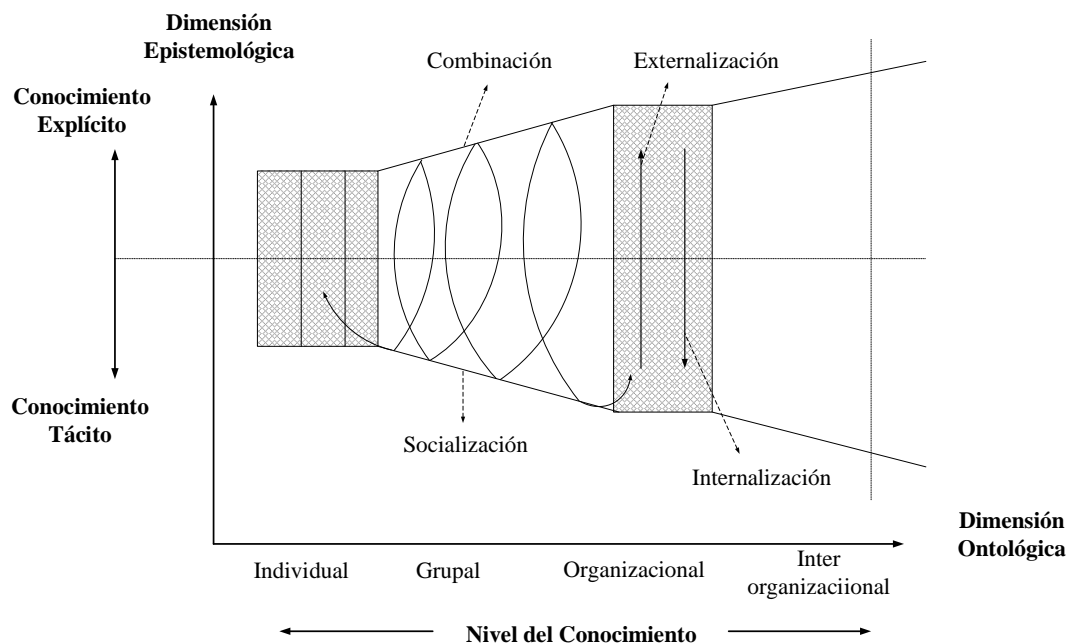 Dimensión
Epistemológica
Combinación
Externalización
Conocimiento
Explícito
Conocimiento
Tácito
Socialización
Internalización
Dimensión
Ontológica
Individual
Grupal
Organizacional
Inter
organizaciional
Nivel del Conocimiento